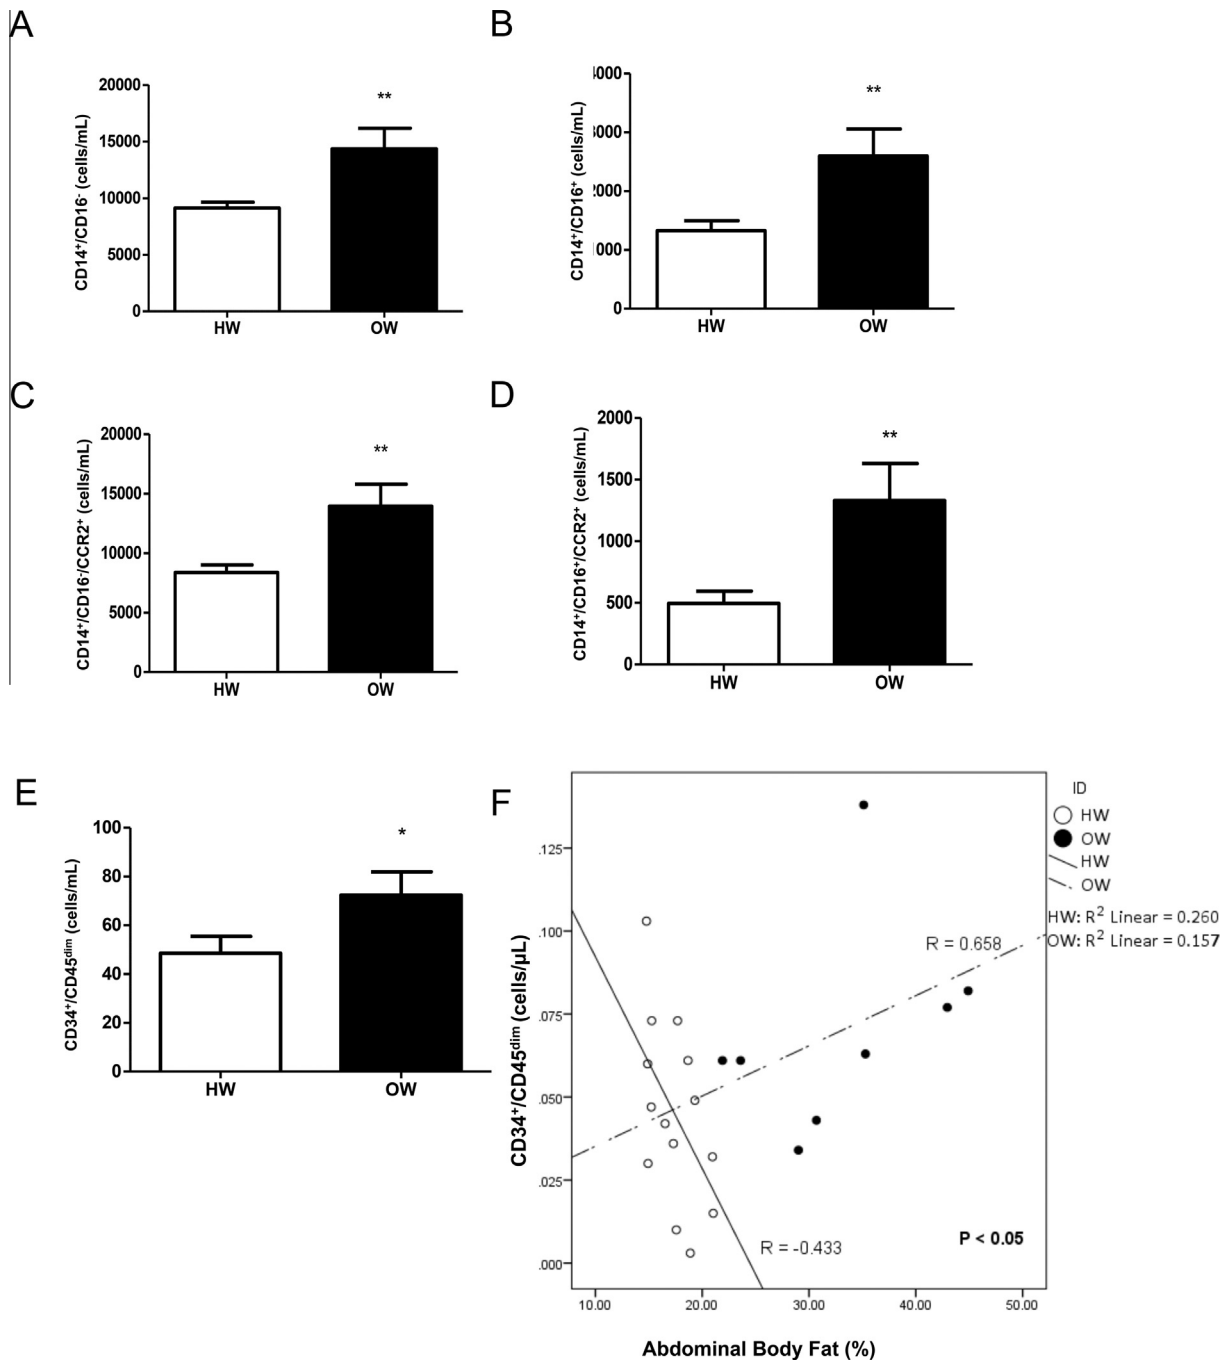 A
CD14⁺/CD16⁻ (cells/mL)
20000
15000
10000
5000
0
**
HW
OW
B
CD14⁺/CD16⁺ (cells/mL)
4000
3000
2000
1000
0
**
HW
OW
C
CD14⁺/CD16⁻/CCR2⁺ (cells/mL)
20000
15000
10000
5000
0
**
HW
OW
D
CD14⁺/CD16⁺/CCR2⁺ (cells/mL)
2000
1500
1000
500
0
**
HW
OW
E
CD34⁺/CD45ᵈⁱᵐ (cells/mL)
100
80
60
40
20
0
*
HW
OW
F
CD34⁺/CD45ᵈⁱᵐ (cells/µL)
.125
.100
.075
.050
.025
.000
R = 0.658
R = -0.433
P < 0.05
10.00
20.00
30.00
40.00
50.00
Abdominal Body Fat (%)
ID
HW
OW
HW
OW
HW: R² Linear = 0.260
OW: R² Linear = 0.157